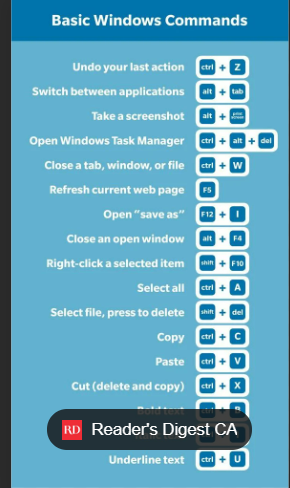 Basic Windows Commands
Undo your last action ctrl + Z
Switch between applications alt + tab
Take a screenshot alt + print screen
Open Windows Task Manager ctrl + alt + del
Close a tab, window, or file ctrl + W
Refresh current web page F5
Open "save as" F12 + I
Close an open window alt + F4
Right-click a selected item shift + F10
Select all ctrl + A
Select file, press to delete shift + del
Copy ctrl + C
Paste ctrl + V
Cut (delete and copy) ctrl + X
Bold text ctrl + B
RD Reader's Digest CA
Underline text ctrl + U